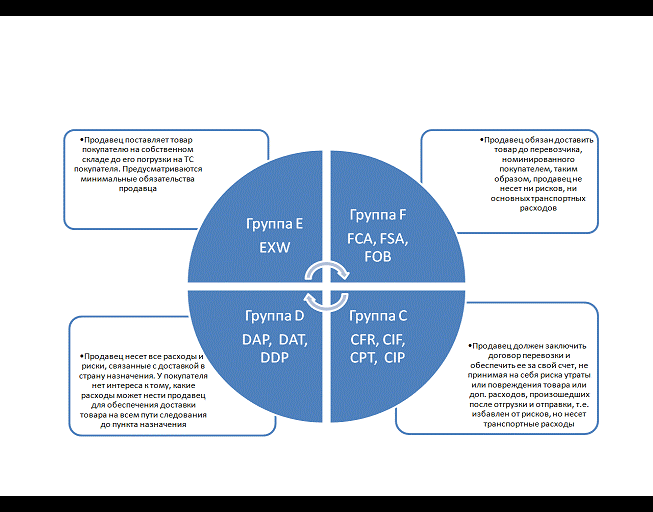 •Продавец поставляет товар
покупателю на собственном
складе до его погрузки на ТС
покупателя. Предусматриваются
минимальные обязательства
продавца
•Продавец обязан доставить
товар до перевозчика,
номинированного
покупателем, таким
образом, продавец не
несет ни рисков, ни
основных транспортных
расходов
Группа E
EXW
Группа F
FCA, FSA,
FOB
Группа D
DAP, DAT,
DDP
Группа C
CFR, CIF,
CPT, CIP
•Продавец несет все расходы и
риски, связанные с доставкой в
страну назначения. У покупателя
нет интереса к тому, какие
расходы может нести продавец
для обеспечения доставки
товара на всем пути следования
до пункта назначения
•Продавец должен заключить
договор перевозки и
обеспечить ее за свой счет, не
принимая на себя риска утраты
или повреждения товара или
доп. расходов, произошедших
после отгрузки и отправки, т.е.
избавлен от рисков, но несет
транспортные расходы